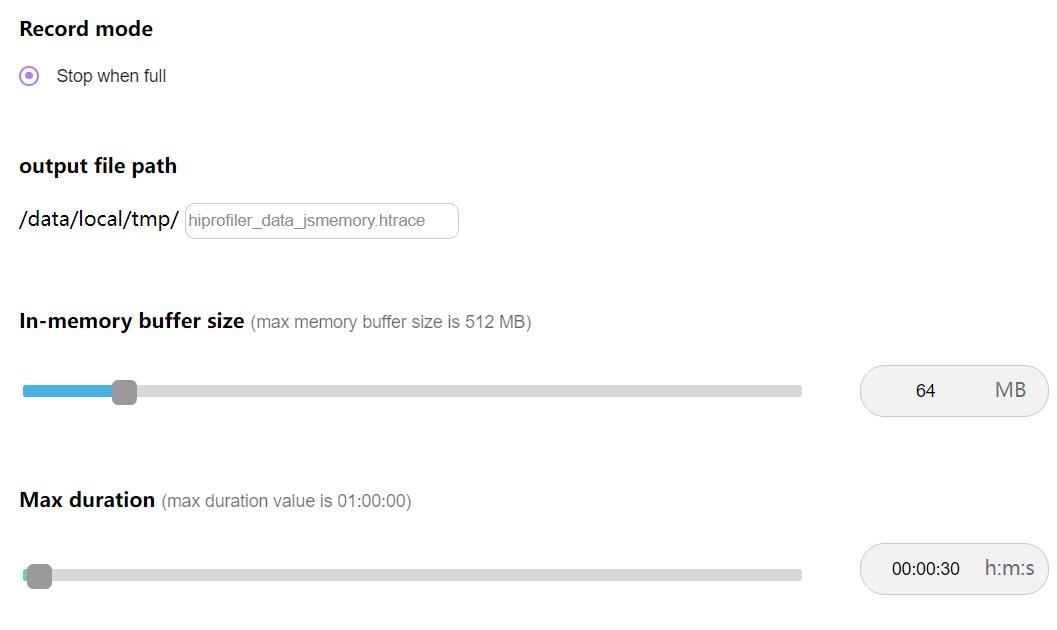 Record mode
Stop when full
output file path
/data/local/tmp/ hiprofiler_data_jsmemory.htrace
In-memory buffer size (max memory buffer size is 512 MB)
64 MB
Max duration (max duration value is 01:00:00)
00:00:30 h:m:s